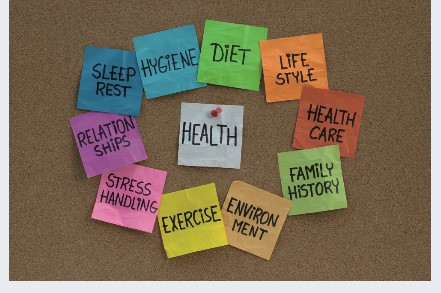 SLEEP
REST
HYGIENE
DIET
LIFE
STYLE
HEALTH
CARE
RELATION
SHIPS
HEALTH
FAMILY
HISTORY
STRESS
HANDLING
EXERCISE
ENVIRON
MENT